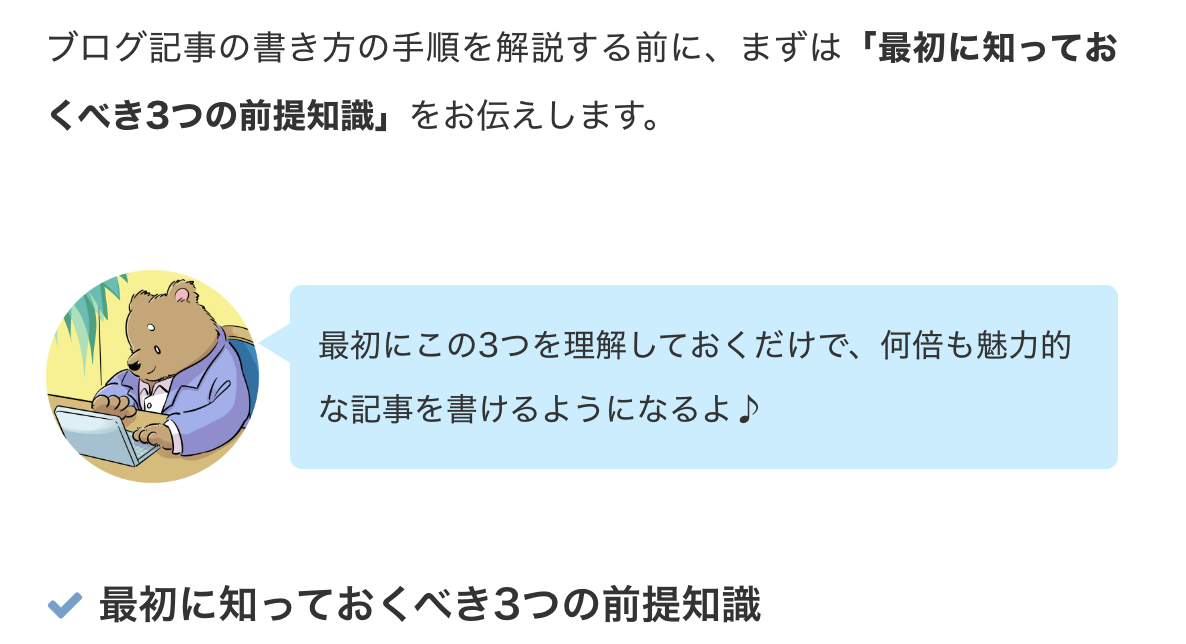 ブログ記事の書き方の手順を解説する前に、まずは「最初に知ってお
くべき3つの前提知識」をお伝えします。
最初にこの3つを理解しておくだけで、何倍も魅力的
な記事を書けるようになるよ♪
最初に知っておくべき3つの前提知識